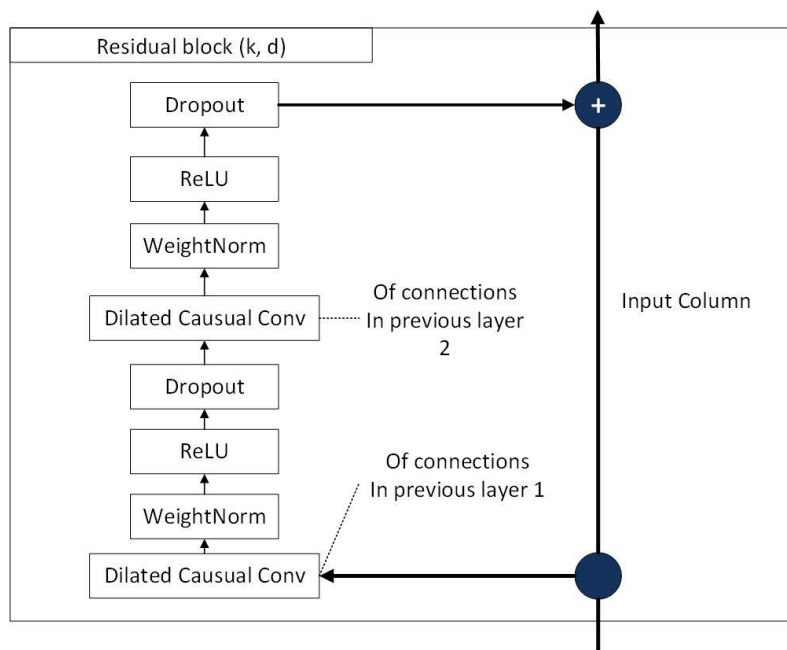 Residual block (k, d)
Dropout
+
ReLU
WeightNorm
Of connections
In previous layer
2
Dilated Causual Conv
Input Column
Dropout
ReLU
Of connections
In previous layer 1
WeightNorm
Dilated Causual Conv